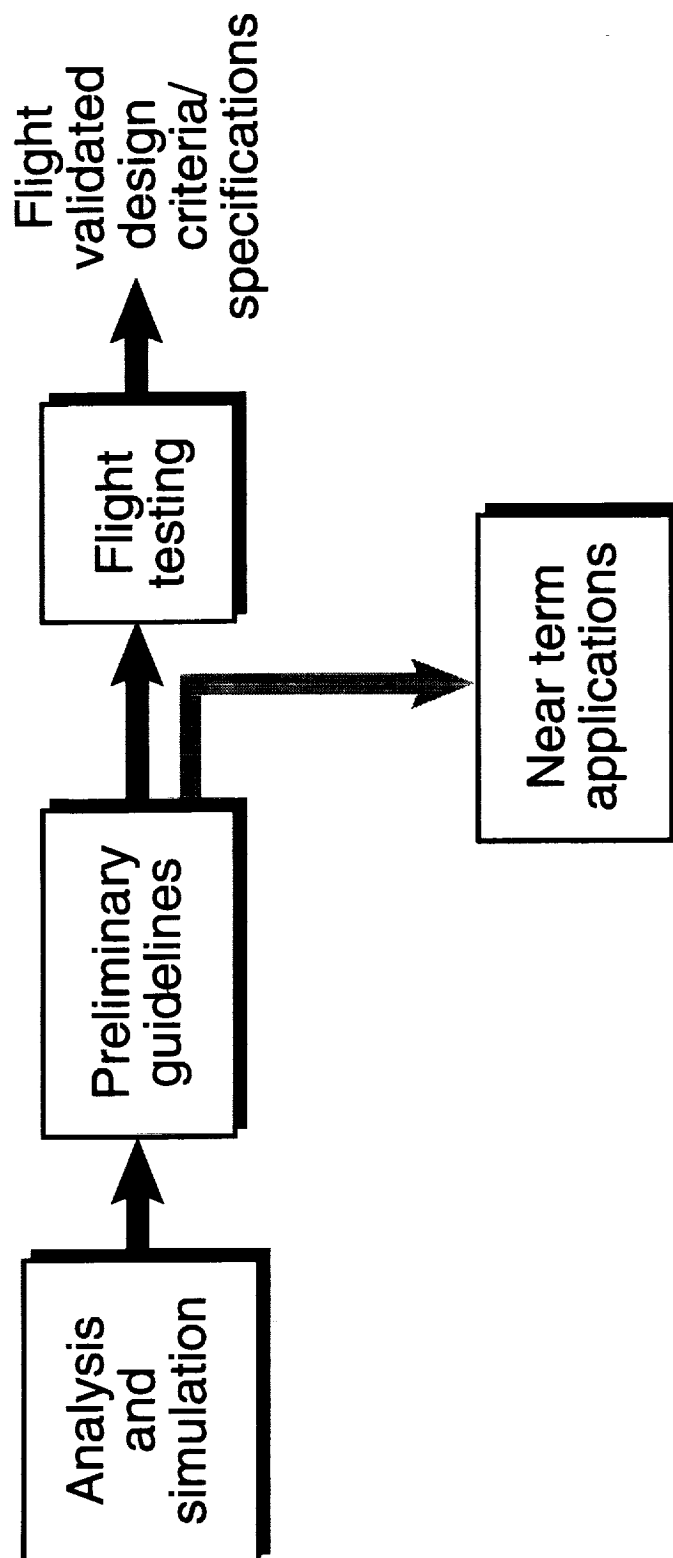 Analysis
and
simulation
Preliminary
guidelines
Flight
testing
Flight
validated
design
criteria/
specifications
Near term
applications